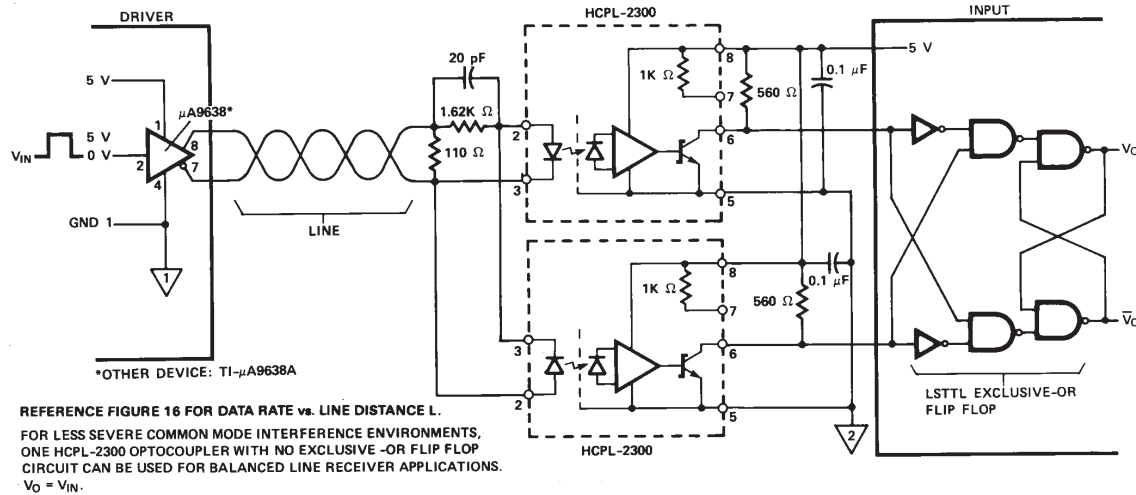 DRIVER
HCPL-2300
INPUT
5 V
µA9638*
VIN
5 V
0 V
1
2
8
7
4
GND 1
1
LINE
20 pF
1.62K Ω
110 Ω
2
3
1K Ω
8
7
6
5
560 Ω
0.1 µF
5 V
VO
3
2
1K Ω
8
7
6
5
560 Ω
0.1 µF
2
V̅O
HCPL-2300
LSTTL EXCLUSIVE-OR
FLIP FLOP
*OTHER DEVICE: TI-µA9638A
REFERENCE FIGURE 16 FOR DATA RATE vs. LINE DISTANCE L.
FOR LESS SEVERE COMMON MODE INTERFERENCE ENVIRONMENTS,
ONE HCPL-2300 OPTOCOUPLER WITH NO EXCLUSIVE -OR FLIP FLOP
CIRCUIT CAN BE USED FOR BALANCED LINE RECEIVER APPLICATIONS.
VO = VIN.